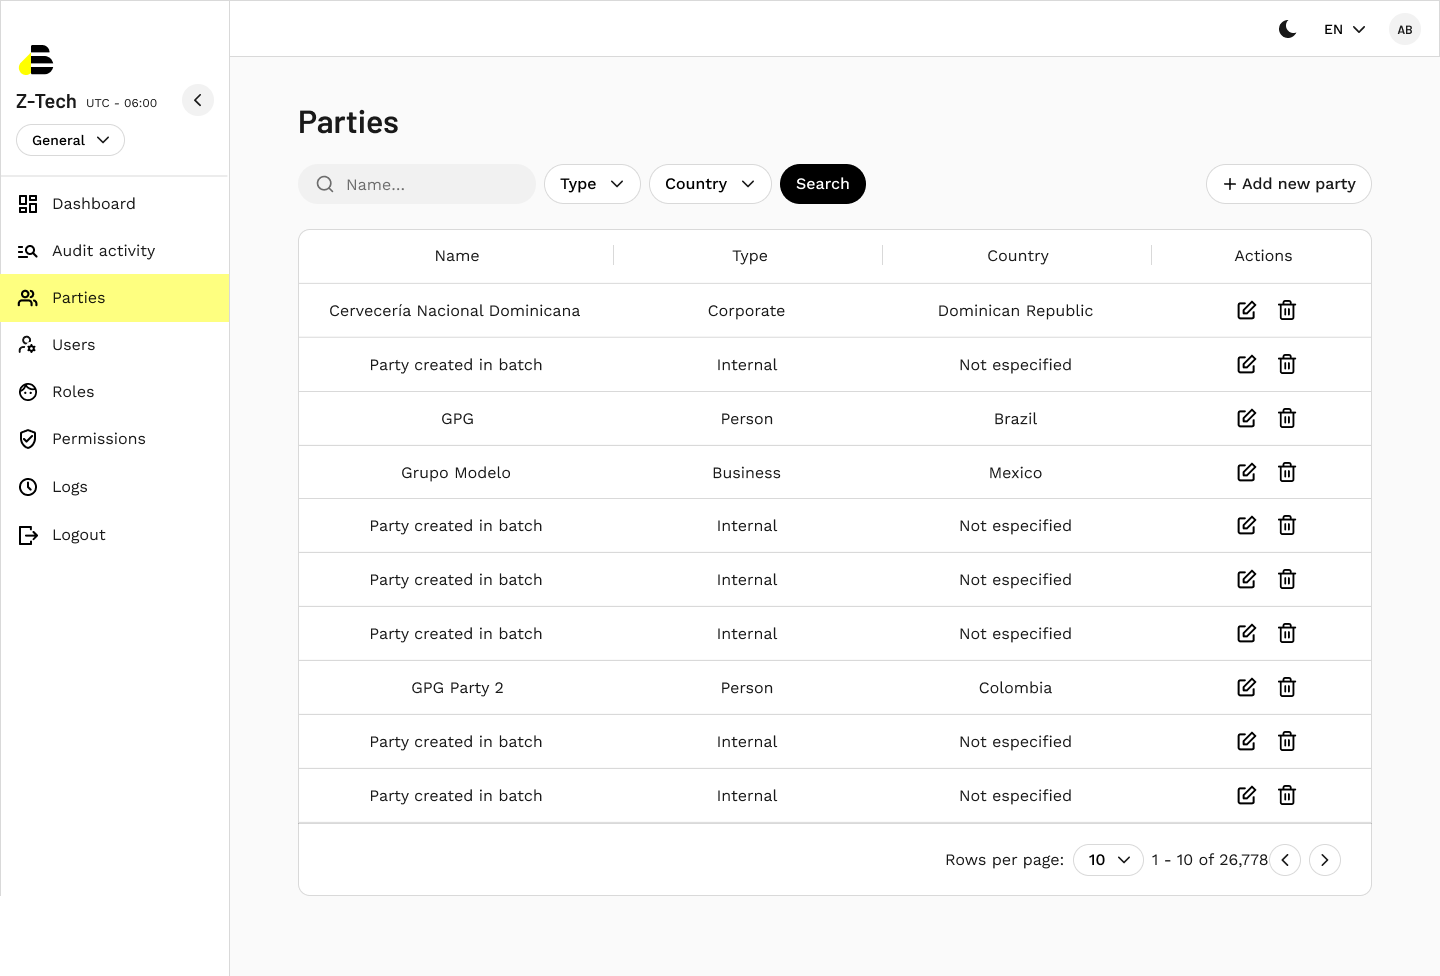 EN
AB
Z-Tech UTC - 06:00
General
Dashboard
Audit activity
Parties
Users
Roles
Permissions
Logs
Logout
Parties
Name... Type Country Search + Add new party
Name Type Country Actions
Cervecería Nacional Dominicana Corporate Dominican Republic
Party created in batch Internal Not especified
GPG Person Brazil
Grupo Modelo Business Mexico
Party created in batch Internal Not especified
Party created in batch Internal Not especified
Party created in batch Internal Not especified
GPG Party 2 Person Colombia
Party created in batch Internal Not especified
Party created in batch Internal Not especified
Rows per page: 10 1 - 10 of 26,778